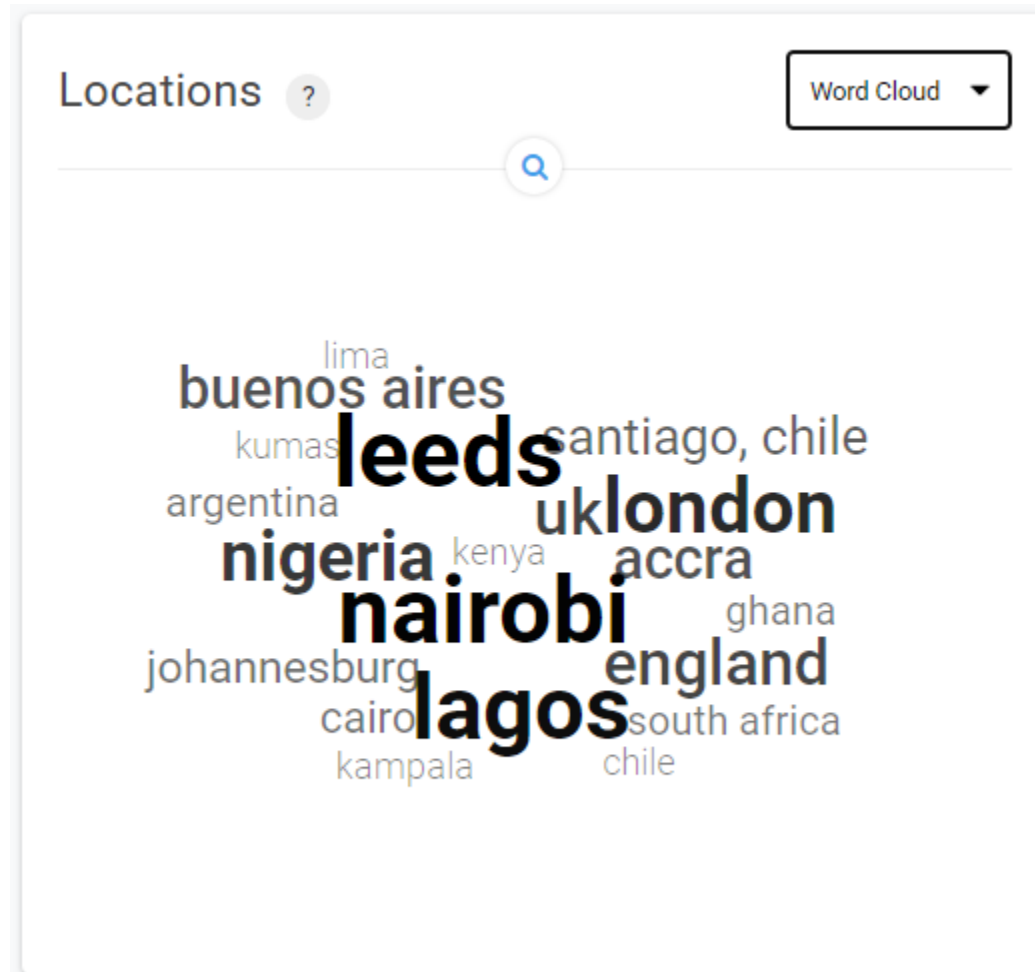 Locations ?
Word Cloud
lima
buenos aires
leeds
santiago, chile
kumas
argentina
uk
london
nigeria
kenya
accra
nairobi
ghana
johannesburg
england
cairo
lagos
south africa
kampala
chile